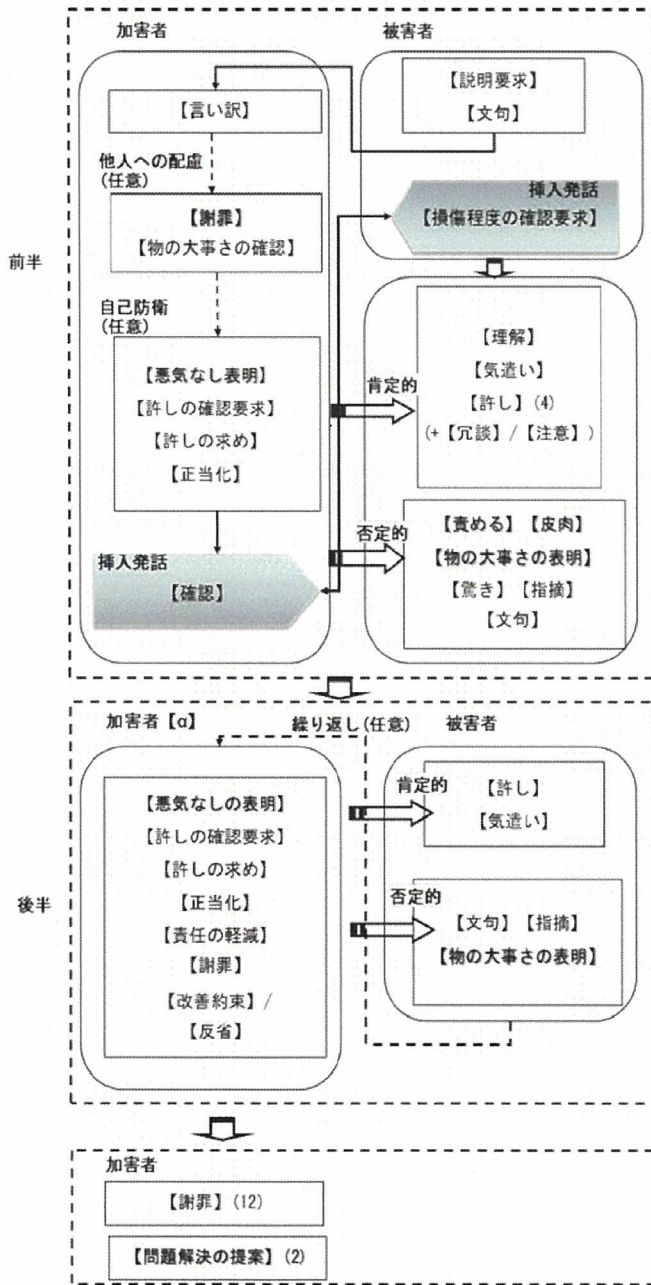 加害者
被害者
【言い訳】
【説明要求】
【文句】
他人への配慮
(任意)
【謝罪】
【物の大事さの確認】
挿入発話
【損傷程度の確認要求】
前半
自己防衛
(任意)
【悪気なし表明】
【許しの確認要求】
【許しの求め】
【正当化】
肯定的
【理解】
【気遣い】
【許し】(4)
(+【冗談】/【注意】)
挿入発話
【確認】
否定的
【責める】【皮肉】
【物の大事さの表明】
【驚き】【指摘】
【文句】
加害者【α】
繰り返し(任意)
被害者
後半
【悪気なしの表明】
【許しの確認要求】
【許しの求め】
【正当化】
【責任の軽減】
【謝罪】
【改善約束】/
【反省】
肯定的
【許し】
【気遣い】
否定的
【文句】【指摘】
【物の大事さの表明】
加害者
【謝罪】(12)
【問題解決の提案】(2)